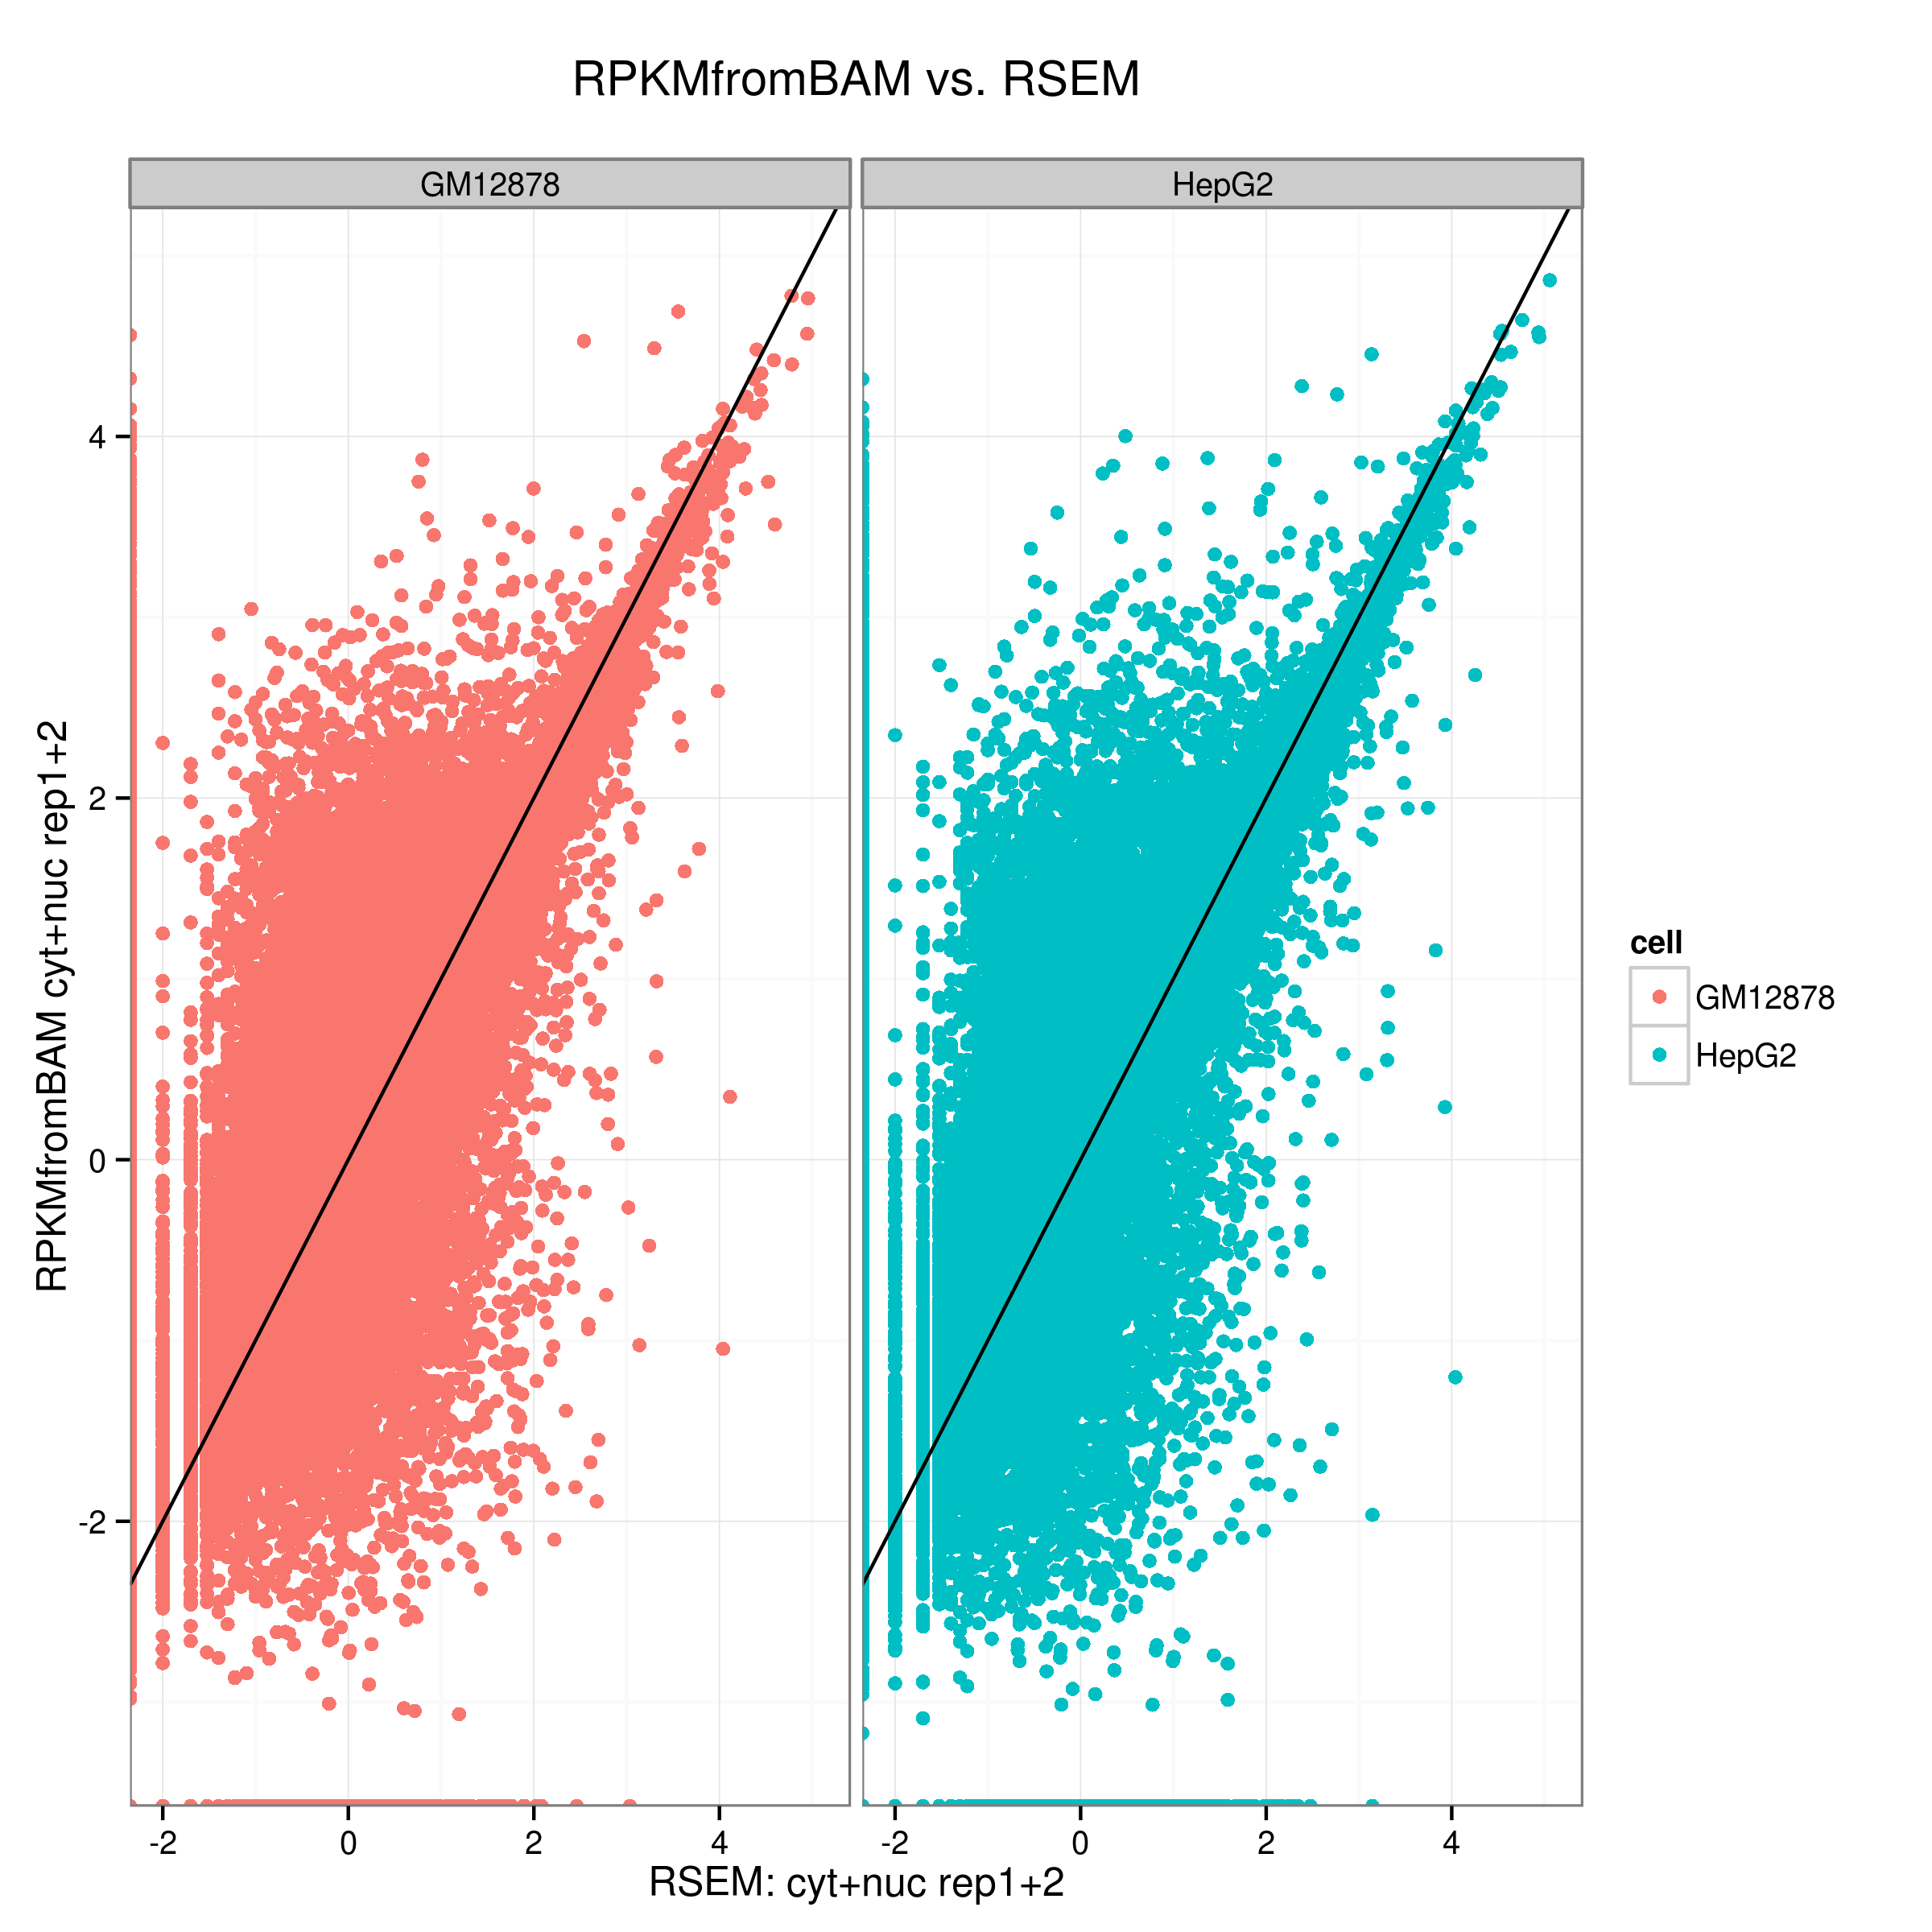 RPKMfromBAM vs. RSEM
GM12878
HepG2
RPKMfromBAM cyt+nuc rep1+2
4
2
0
-2
-2
0
2
4
-2
0
2
4
RSEM: cyt+nuc rep1+2
cell
GM12878
HepG2